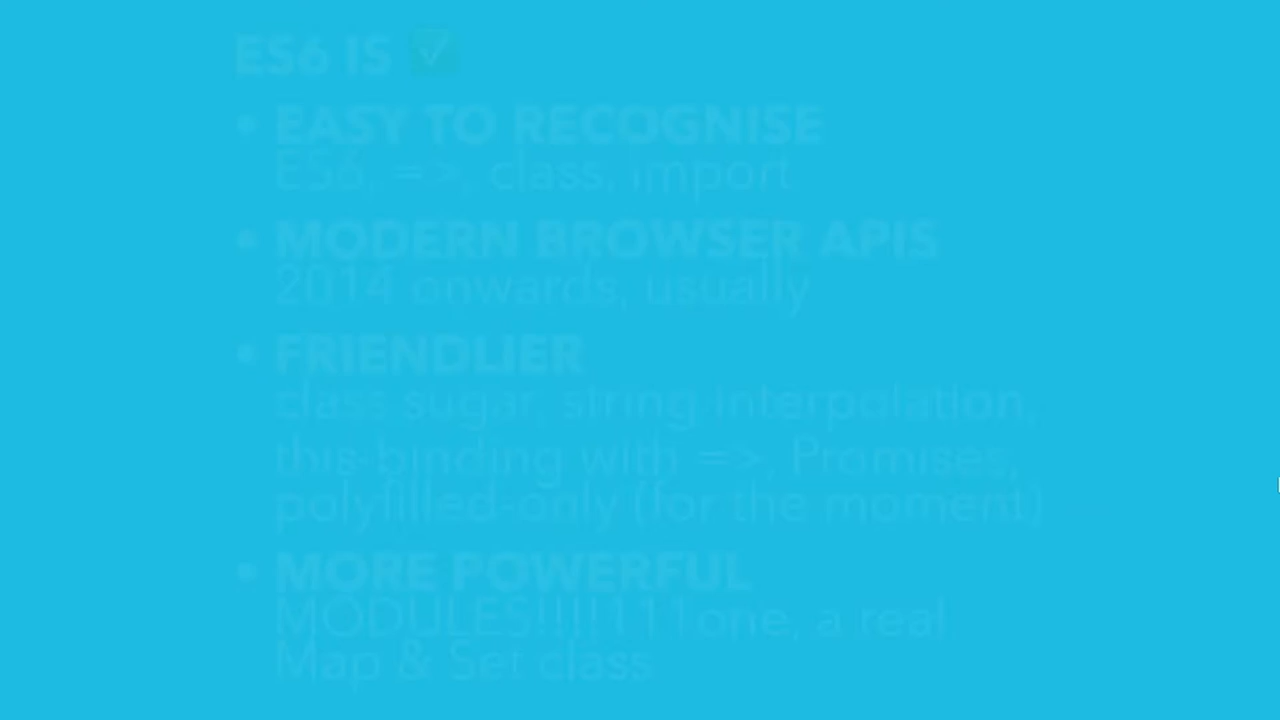 ES6 IS ✅
• EASY TO RECOGNISE
ES6, =>, class, import
• MODERN BROWSER APIS
2014 onwards, usually
• FRIENDLIER
class sugar, string interpolation,
this-binding with =>, Promises,
polyfilled-only (for the moment)
• MORE POWERFUL
MODULES!!!!111one, a real
Map & Set class